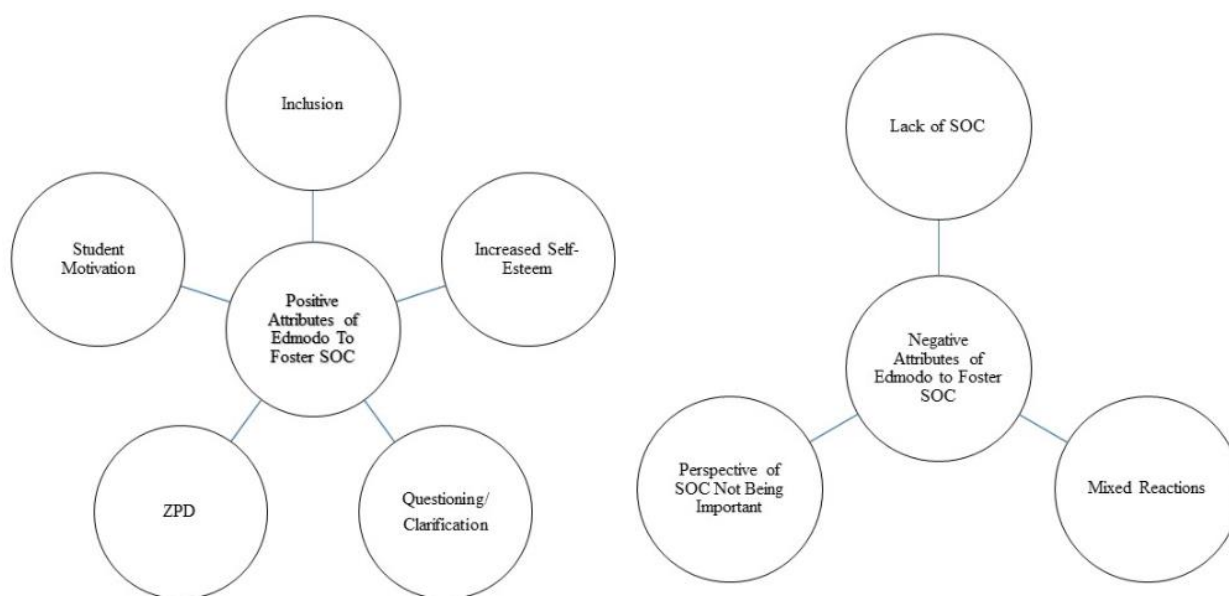 Inclusion
Student
Motivation
Increased Self-
Esteem
Positive
Attributes of
Edmodo To
Foster SOC
ZPD
Questioning/
Clarification
Lack of SOC
Negative
Attributes of
Edmodo to Foster
SOC
Perspective of
SOC Not Being
Important
Mixed Reactions